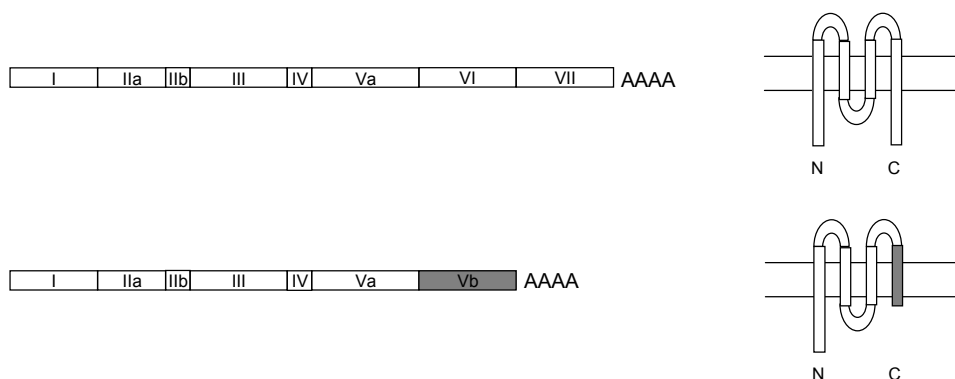 I IIa IIb III IV Va VI VII AAAA
N C
I IIa IIb III IV Va Vb AAAA
N C